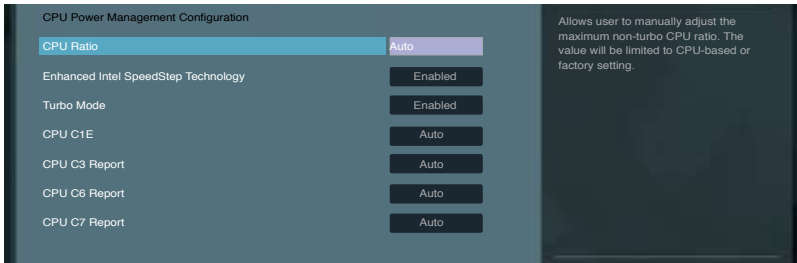 CPU Power Management Configuration
CPU Ratio Auto
Enhanced Intel SpeedStep Technology Enabled
Turbo Mode Enabled
CPU C1E Auto
CPU C3 Report Auto
CPU C6 Report Auto
CPU C7 Report Auto
Allows user to manually adjust the
maximum non-turbo CPU ratio. The
value will be limited to CPU-based or
factory setting.